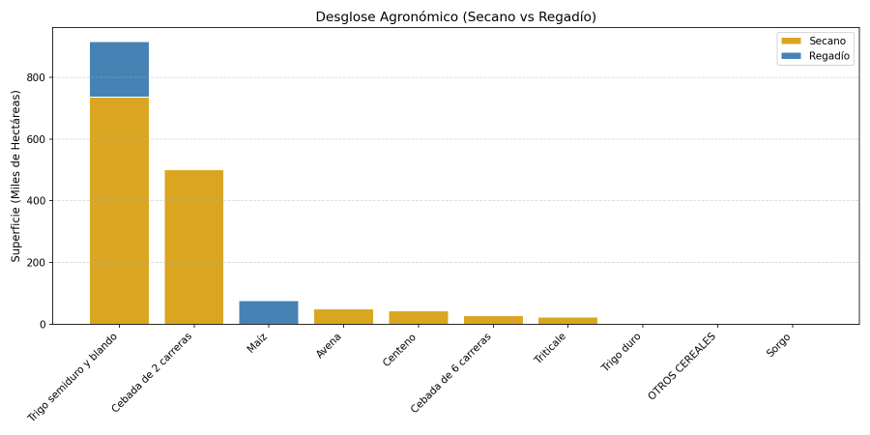 Desglose Agronómico (Secano vs Regadío)
Secano
Regadío
Superficie (Miles de Hectáreas)
800
600
400
200
0
Trigo semiduro y blando
Cebada de 2 carreras
Maíz
Avena
Centeno
Cebada de 6 carreras
Triticale
Trigo duro
OTROS CEREALES
Sorgo